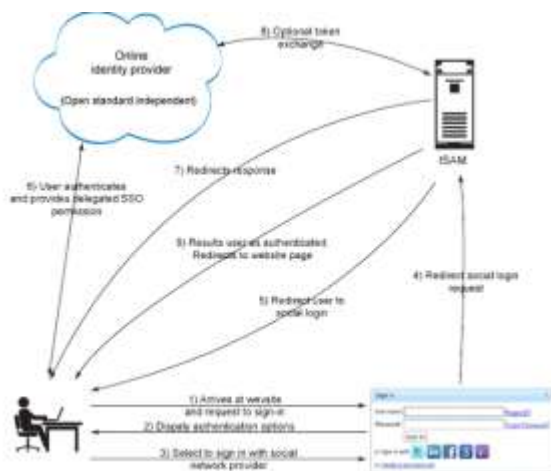 8) Optional token
exchange
Online
identity provider
(Open standard independent)
ISAM
7) Redirects response
6) User authenticates
and provides delegated SSO
permission
9) Results user as authenticated
Redirects to website page
4) Redirect social login
request
5) Redirect user to
social login
1) Arrives at
and request to sign-in
2) authentication options
3) Select to sign in with social
network provider
Sign in